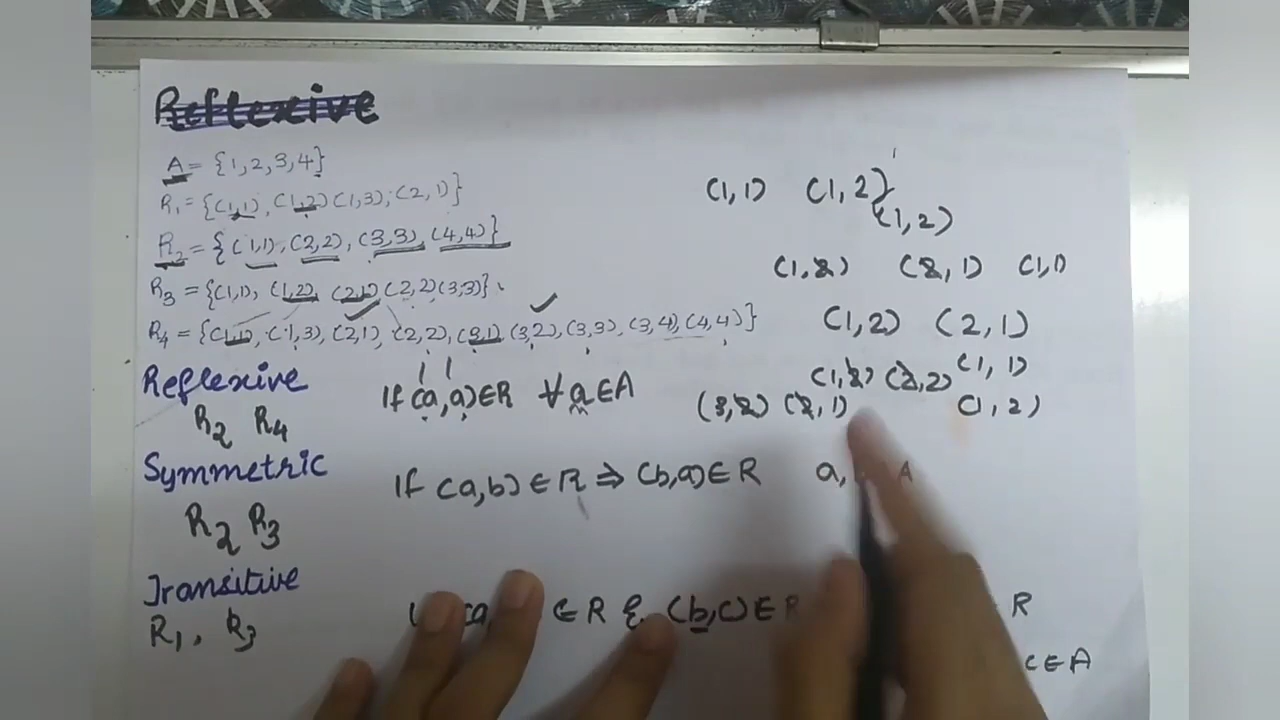 Reflexive
A = {1,2,3,4}
R1 = {(1,1), (1,2) (1,3), (2,1)}
R2 = {(1,1), (2,2), (3,3), (4,4)}
R3 = {(1,1), (1,2), (2,1) (2,2) (3,3)}
R4 = {(1,1), (1,3), (2,1), (2,2), (3,1) (3,2), (3,3), (3,4), (4,4)}
Reflexive If (a,a)∈R ∀ a∈A
R2 R4
Symmetric If (a,b) ∈ R ⇒ (b,a) ∈ R a, A
R2 R3
Transitive
R1, R3
∈ R & (b,c) ∈ R R
c ∈ A
(1,1) (1,2)
(1,2)
(1,2) (2,1) (1,1)
(1,2) (2,1)
(1,2) (2,2) (1,1)
(3,2) (2,1) (1,2)